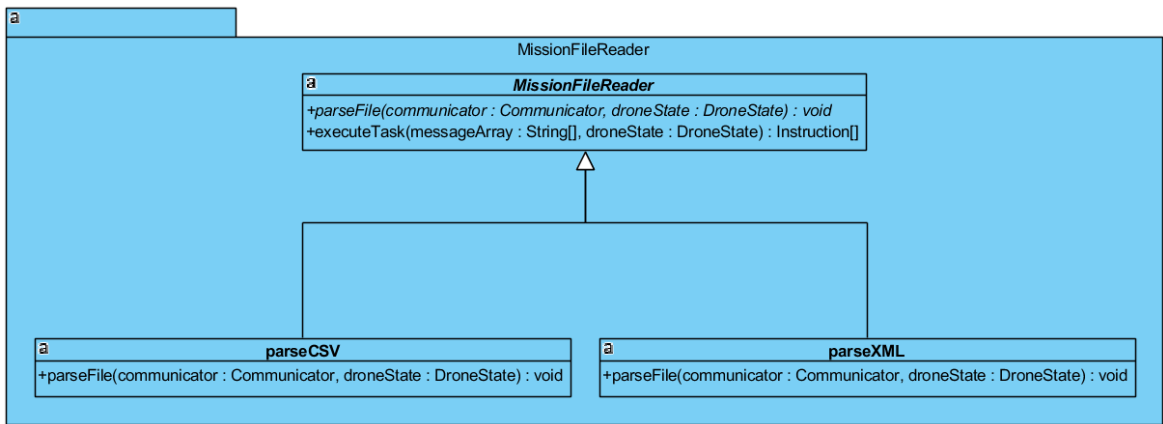 a
MissionFileReader
a
MissionFileReader
+parseFile(communicator : Communicator, droneState : DroneState) : void
+executeTask(messageArray : String[], droneState : DroneState) : Instruction[]
a
parseCSV
+parseFile(communicator : Communicator, droneState : DroneState) : void
a
parseXML
+parseFile(communicator : Communicator, droneState : DroneState) : void